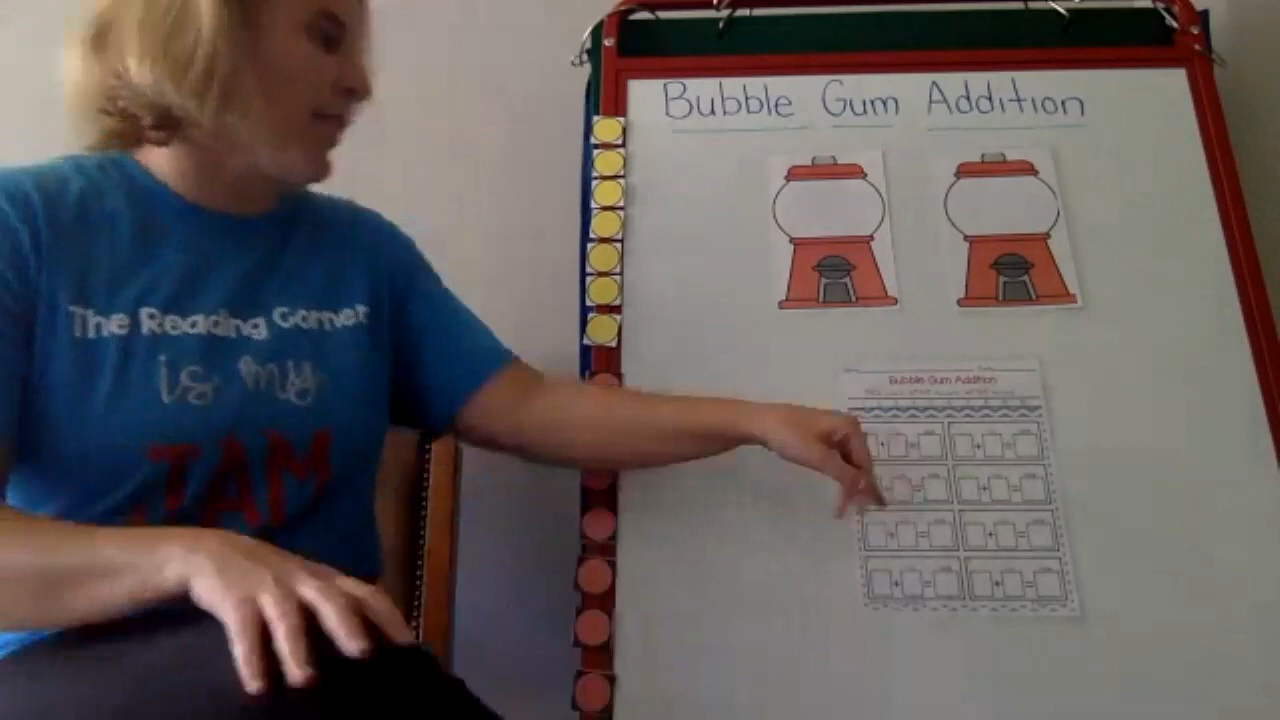 Bubble Gum Addition
The Reading Corner
is my
JAM
Bubble Gum Addition
+ =
+ =
+ =
+ =
+ =
+ =
+ =
+ =